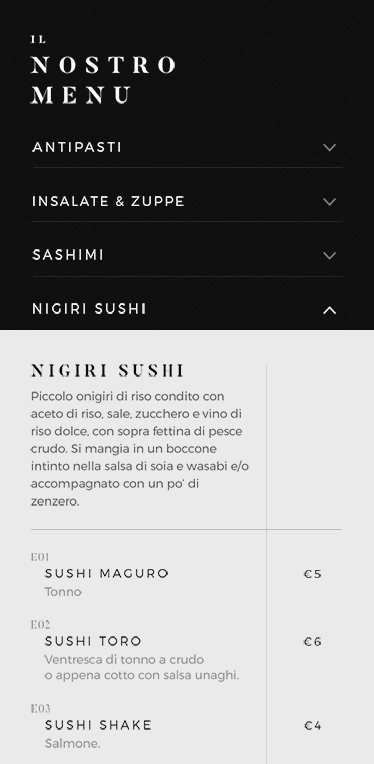 IL
NOSTRO
MENU
ANTIPASTI
INSALATE & ZUPPE
SASHIMI
NIGIRI SUSHI
NIGIRI SUSHI
Piccolo onigiri di riso condito con
aceto di riso, sale, zucchero e vino di
riso dolce, con sopra fettina di pesce
crudo. Si mangia in un boccone
intinto nella salsa di soia e wasabi e/o
accompagnato con un po' di
zenzero.
E01
SUSHI MAGURO €5
Tonno
E02
SUSHI TORO €6
Ventresca di tonno a crudo
o appena cotto con salsa unaghi.
E03
SUSHI SHAKE €4
Salmone.